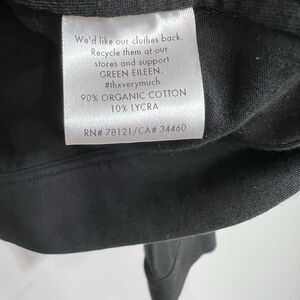 We'd like our clothes back.
Recycle them at our
stores and support
GREEN EILEEN.
#thxverymuch
90% ORGANIC COTTON
10% LYCRA
RN# 7B121/CA# 34460